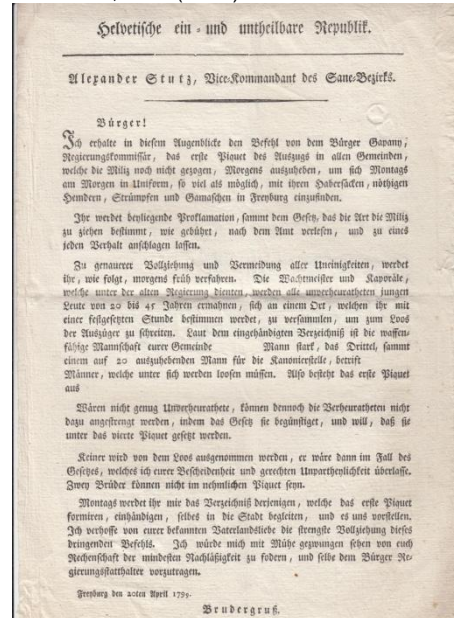 Helvetische ein = und untheilbare Republik.
Alexander Stutz, Vice-Kommandant des Sane-Bezirks.
Bürger!
Ich erhalte in diesem Augenblicke den Befehl von dem Bürger Gapany,
Regierungskommissär, das erste Piquet des Auszugs in allen Gemeinden,
welche die Miliz noch nicht gezogen, Morgens auszuheben, um sich Montags
am Morgen in Uniform, so viel als möglich, mit ihren Habersäcken, nöthigen
Hemdern, Strümpfen und Gamaschen in Freyburg einzufinden.
Ihr werdet beyliegende Proklamation, sammt dem Gesetz, das die Art die Miliz
zu ziehen bestimmt, wie gebührt, nach dem Amt verlesen, und zu eines
jeden Verhalt anschlagen lassen.
Zu genauerer Vollziehung und Vermeidung aller Uneinigkeiten, werdet
ihr, wie folgt, morgens früh verfahren. Die Wachtmeister und Kaporäle,
welche unter der alten Regierung dienten, werden alle unverheuratheten jungen
Leute von 20 bis 45 Jahren ermahnen, sich an einem Ort, welchen ihr mit
einer festgesetzten Stunde bestimmen werdet, zu versammlen, um zum Loos
der Auszüger zu schreiten. Laut dem eingehändigten Verzeichniß ist die waffen-
fähige Mannschaft eurer Gemeinde Mann stark, das Drittel, sammt
einem auf 20 auszuhebenden Mann für die Kanonierstelle, betrift
Männer, welche unter sich werden loosen müssen. Also besteht das erste Piquet
aus
Wären nicht genug Unverheurathete, können dennoch die Verheuratheten nicht
dazu angestrengt werden, indem das Gesetz sie begünstiget, und will, daß sie
unter das vierte Piquet gesetzt werden.
Keiner wird von dem Loos ausgenommen werden, er wäre dann im Fall des
Gesetzes, welches ich eurer Bescheidenheit und gerechten Unpartheylichkeit überlasse.
Zwey Brüder können nicht im nehmlichen Piquet seyn.
Montags werdet ihr mir das Verzeichniß derjenigen, welche das erste Piquet
formiren, einhändigen, selbes in die Stadt begleiten, und es uns vorstellen.
Ich verhoffe von eurer bekannten Vaterlandsliebe die strengste Vollziehung dieses
dringenden Befehls. Ich würde mich mit Mühe gezwungen sehen von euch
Rechenschaft der mindesten Nachläßigkeit zu fodern, und selbe dem Bürger Re-
gierungsstatthalter vorzutragen.
Freyburg den 20ten April 1799.
Brudergruß.